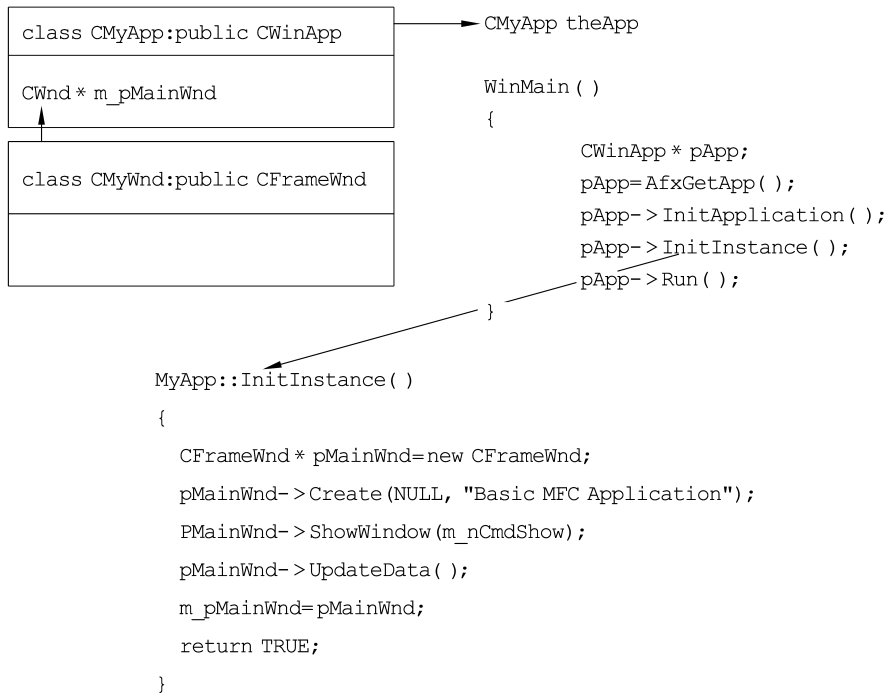 class CMyApp:public CWinApp
CWnd* m_pMainWnd
class CMyWnd:public CFrameWnd
CMyApp theApp
WinMain()
{
CWinApp* pApp;
pApp=AfxGetApp();
pApp->InitApplication();
pApp->InitInstance();
pApp->Run();
}
MyApp::InitInstance()
{
CFrameWnd* pMainWnd=new CFrameWnd;
pMainWnd->Create(NULL, "Basic MFC Application");
PMainWnd->ShowWindow(m_nCmdShow);
pMainWnd->UpdateData();
m_pMainWnd=pMainWnd;
return TRUE;
}